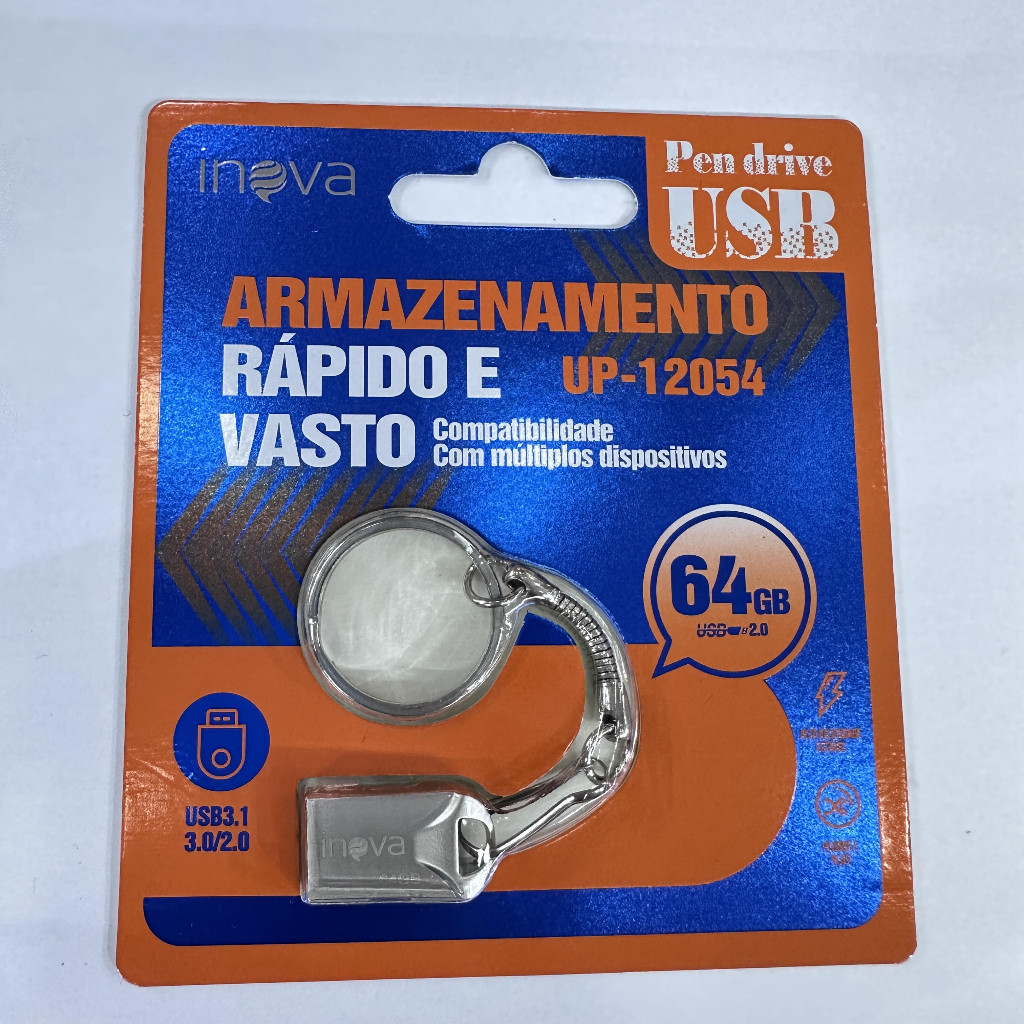 inova
Pen drive
USB
ARMAZENAMENTO
RÁPIDO E
UP-12054
VASTO
Compatibilidade
Com múltiplos dispositivos
64GB
USB 2.0
USB3.1
3.0/2.0
inova
64GB